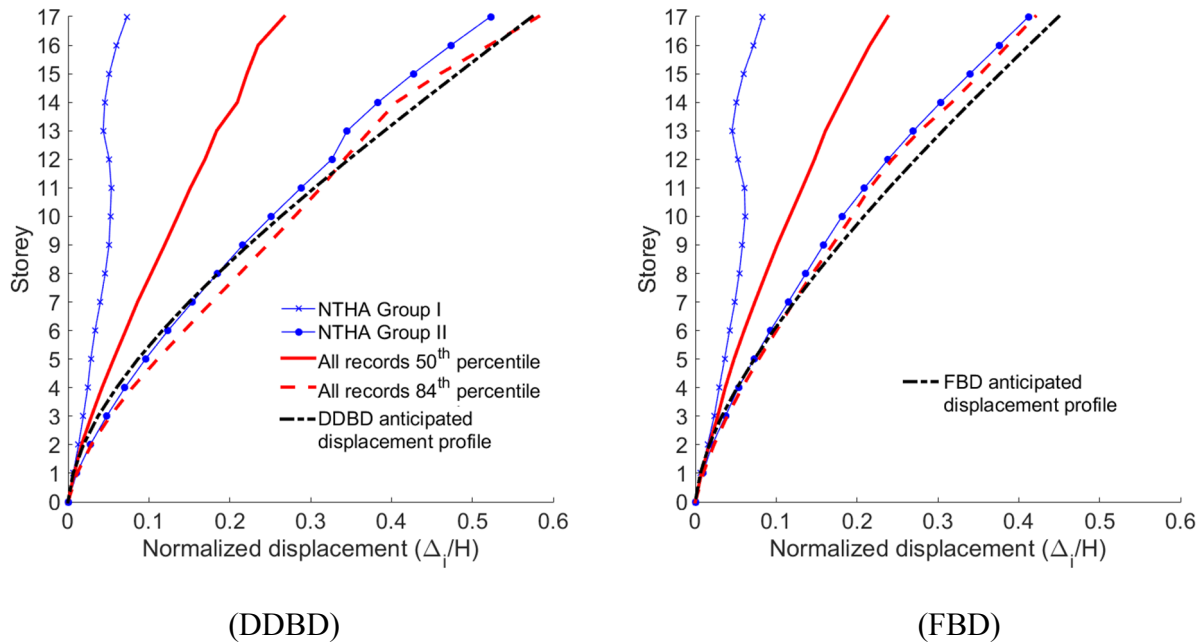 17
16
15
14
13
12
11
10
9
8
7
6
5
4
3
2
1
0
Storey
NTHA Group I
NTHA Group II
All records 50th percentile
All records 84th percentile
DDBD anticipated
displacement profile
0 0.1 0.2 0.3 0.4 0.5 0.6
Normalized displacement (Δi/H)
(DDBD)
17
16
15
14
13
12
11
10
9
8
7
6
5
4
3
2
1
0
Storey
FBD anticipated
displacement profile
0 0.1 0.2 0.3 0.4 0.5 0.6
Normalized displacement (Δi/H)
(FBD)